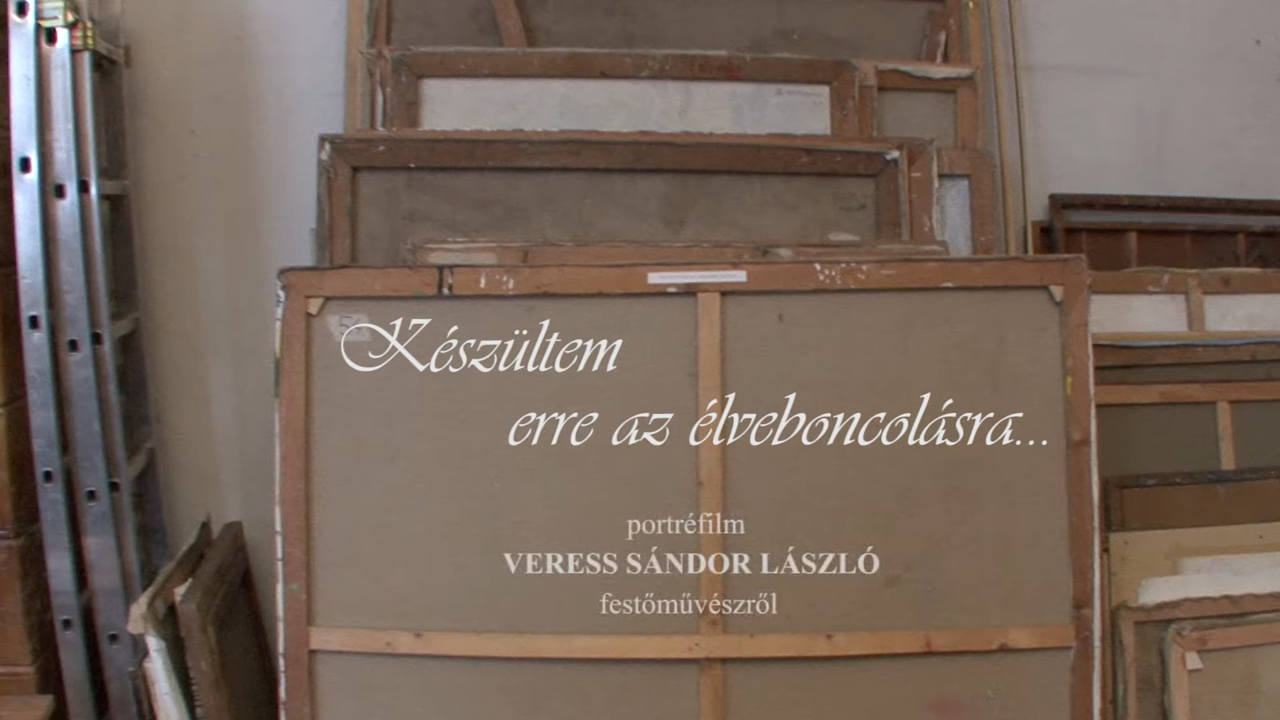 Készültem
erre az élveboncolásra...
portréfilm
VERESS SÁNDOR LÁSZLÓ
festőművészről